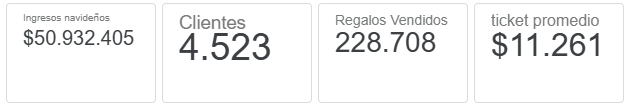 Ingresos navideños
$50.932.405
Clientes
4.523
Regalos Vendidos
228.708
ticket promedio
$11.261